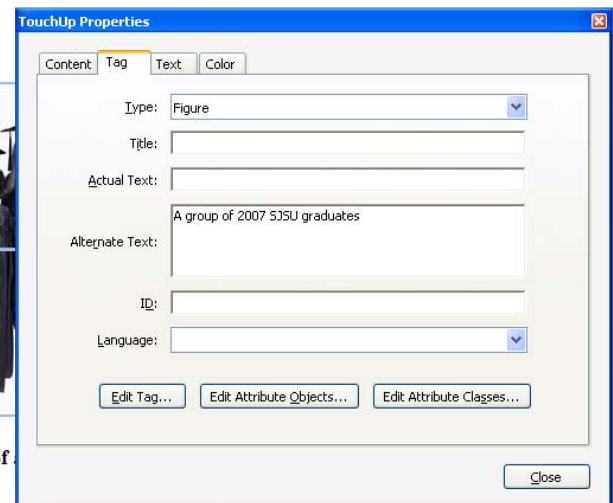 TouchUp Properties
Content Tag Text Color
Type: Figure
Title:
Actual Text:
A group of 2007 SJSU graduates
Alternate Text:
ID:
Language:
Edit Tag... Edit Attribute Objects... Edit Attribute Classes...
of
Close